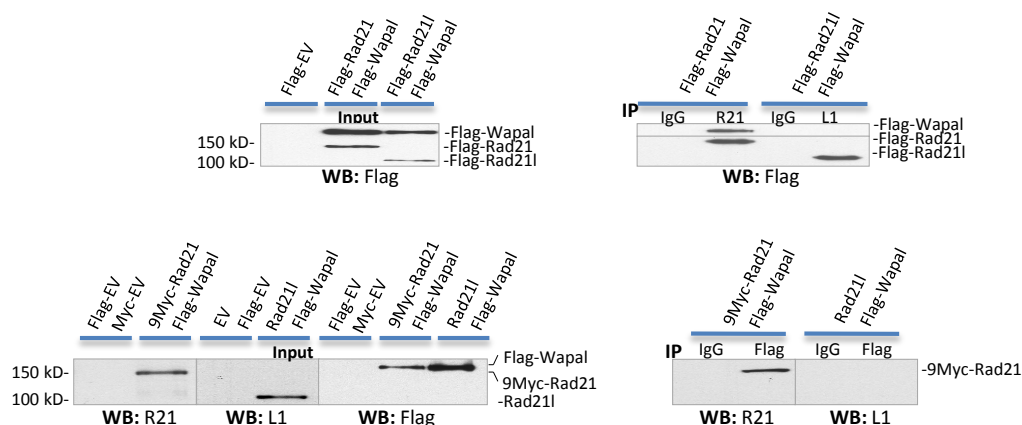 Flag-EV
Flag-Rad21
Flag-Wapal
Flag-Rad21l
Flag-Wapal
Input
150 kD-
100 kD-
-Flag-Wapal
-Flag-Rad21
-Flag-Rad21l
WB: Flag
Flag-Rad21
Flag-Wapal
Flag-Rad21l
Flag-Wapal
IP
IgG R21 IgG L1
-Flag-Wapal
-Flag-Rad21
-Flag-Rad21l
WB: Flag
Flag-EV
Myc-EV
9Myc-Rad21
Flag-Wapal
EV
Flag-EV
Rad21l
Flag-Wapal
Flag-EV
Myc-EV
9Myc-Rad21
Flag-Wapal
Rad21l
Flag-Wapal
Input
150 kD-
100 kD-
Flag-Wapal
9Myc-Rad21
-Rad21l
WB: R21 WB: L1 WB: Flag
9Myc-Rad21
Flag-Wapal
Rad21l
Flag-Wapal
IP
IgG Flag IgG Flag
-9Myc-Rad21
WB: R21 WB: L1